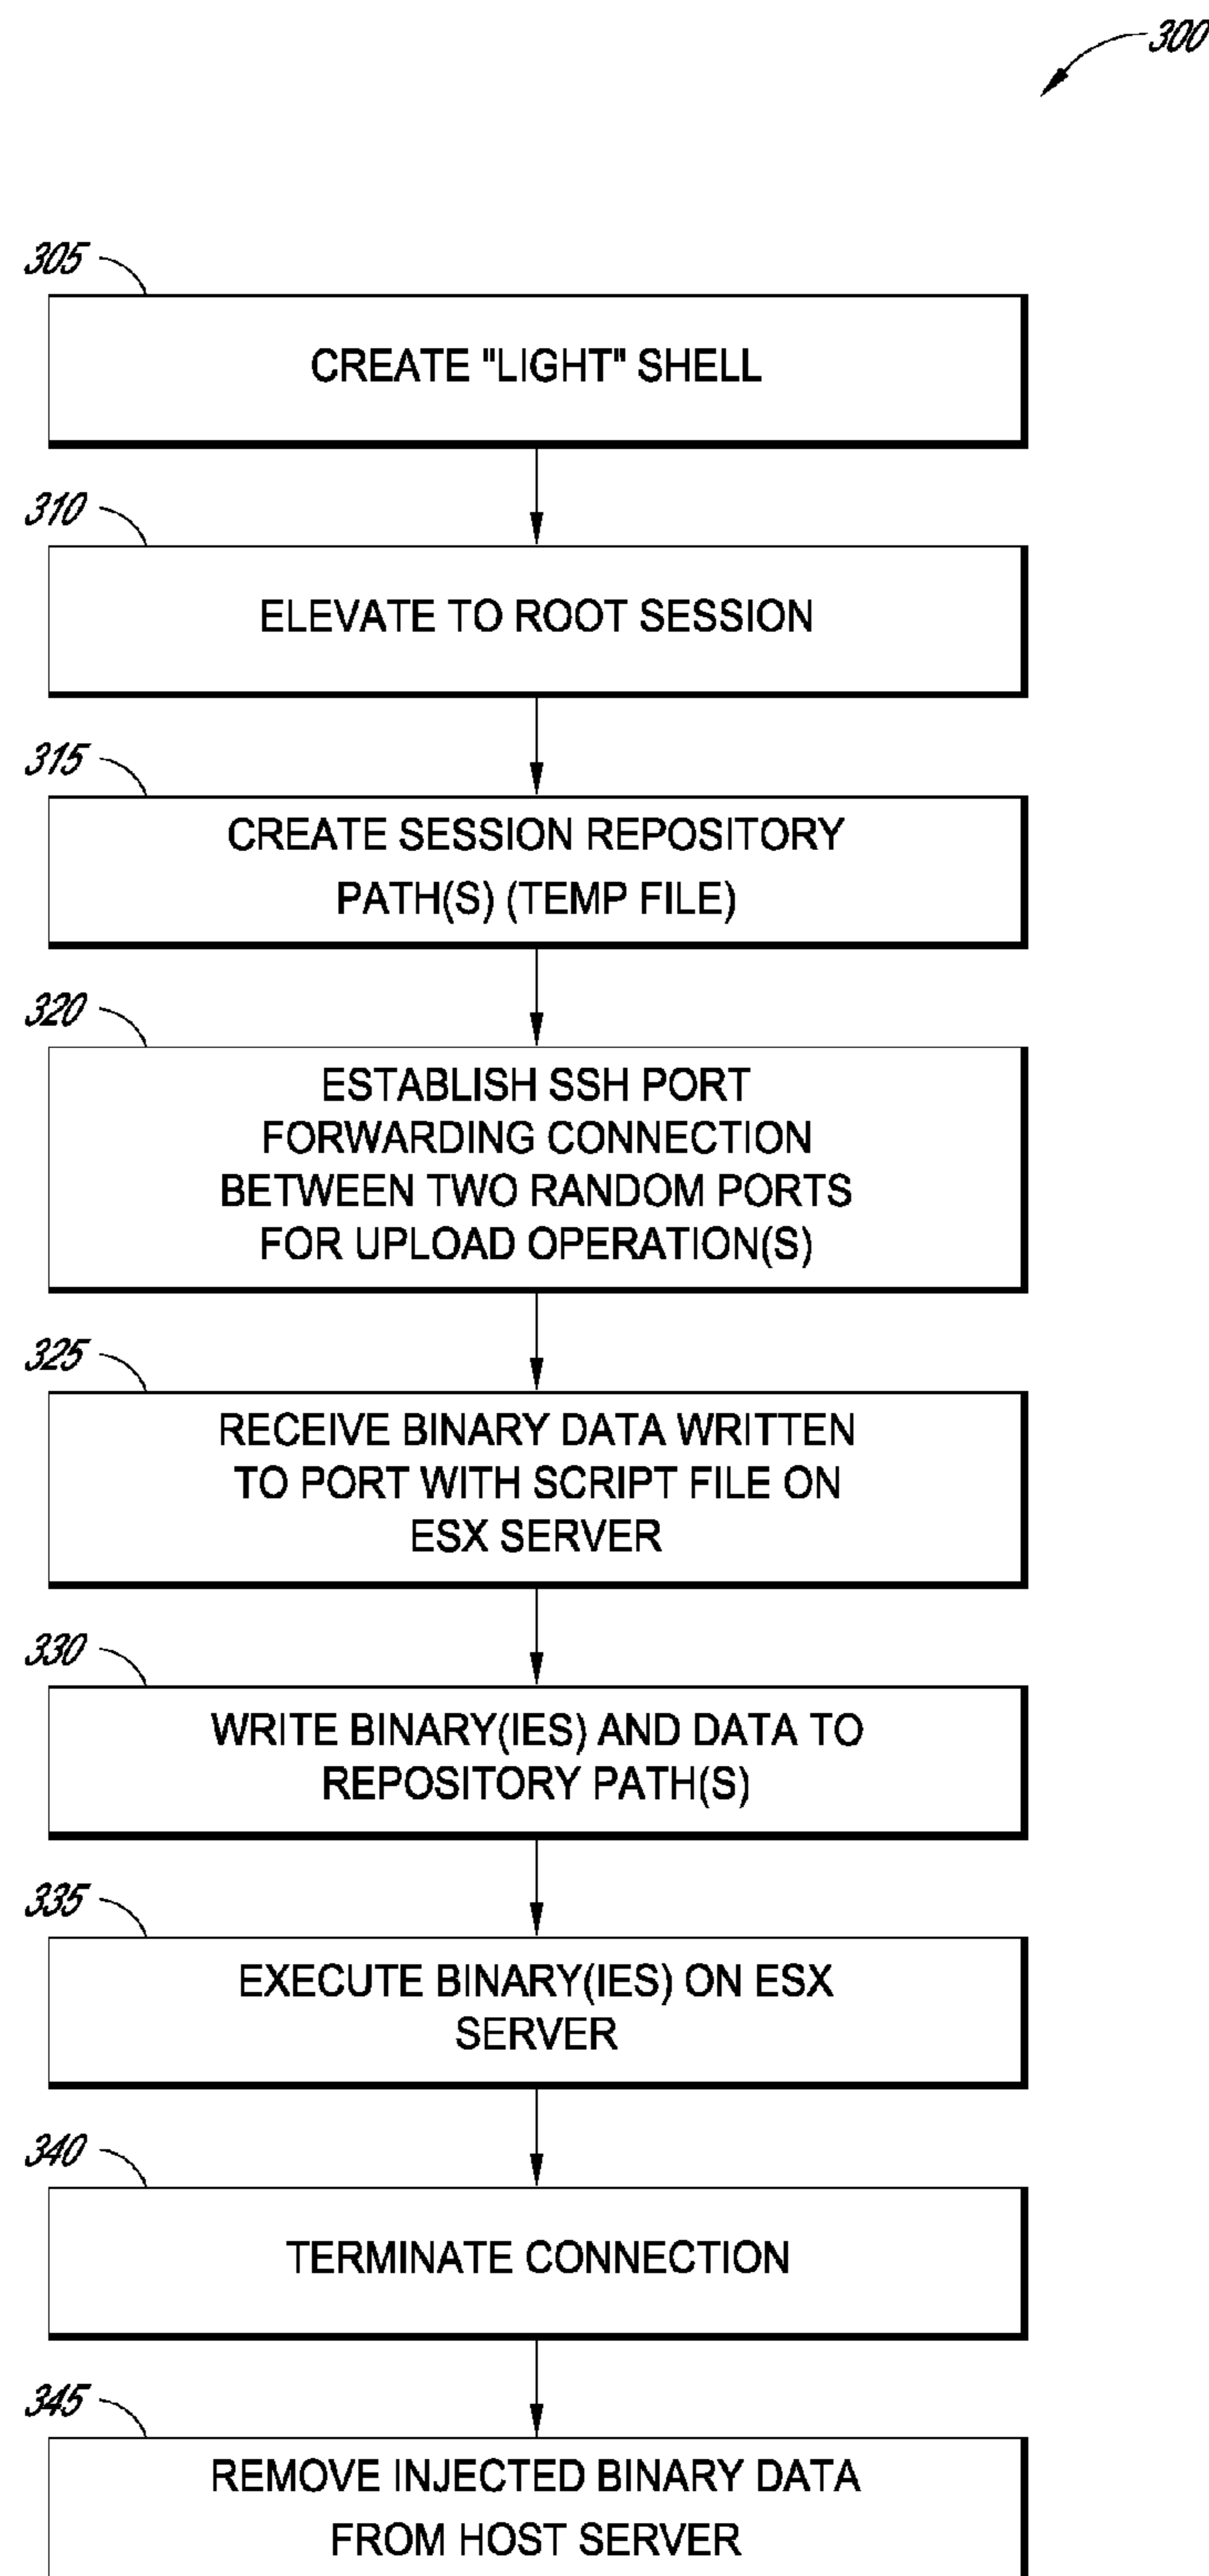 300
305
CREATE "LIGHT" SHELL
310
ELEVATE TO ROOT SESSION
315
CREATE SESSION REPOSITORY
PATH(S) (TEMP FILE)
320
ESTABLISH SSH PORT
FORWARDING CONNECTION
BETWEEN TWO RANDOM PORTS
FOR UPLOAD OPERATION(S)
325
RECEIVE BINARY DATA WRITTEN
TO PORT WITH SCRIPT FILE ON
ESX SERVER
330
WRITE BINARY(IES) AND DATA TO
REPOSITORY PATH(S)
335
EXECUTE BINARY(IES) ON ESX
SERVER
340
TERMINATE CONNECTION
345
REMOVE INJECTED BINARY DATA
FROM HOST SERVER